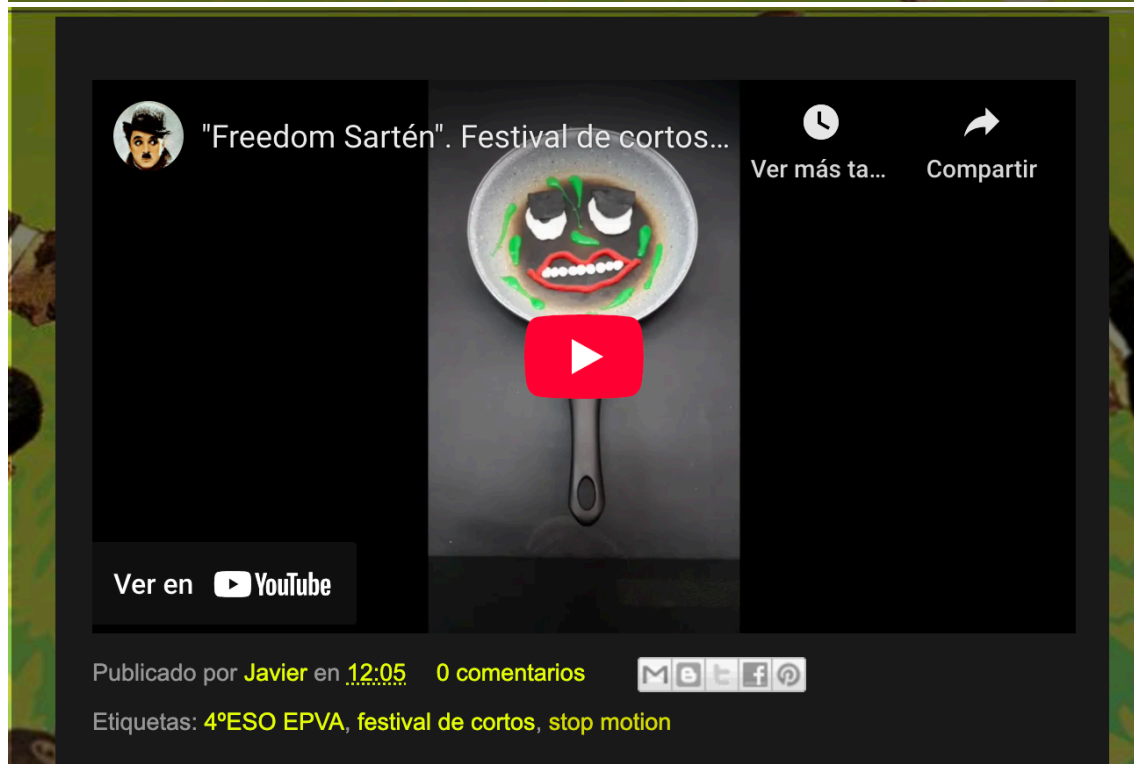 "Freedom Sartén". Festival de cortos...
Ver más ta...
Compartir
Ver en YouTube
Publicado por Javier en 12:05 0 comentarios
Etiquetas: 4ºESO EPVA, festival de cortos, stop motion